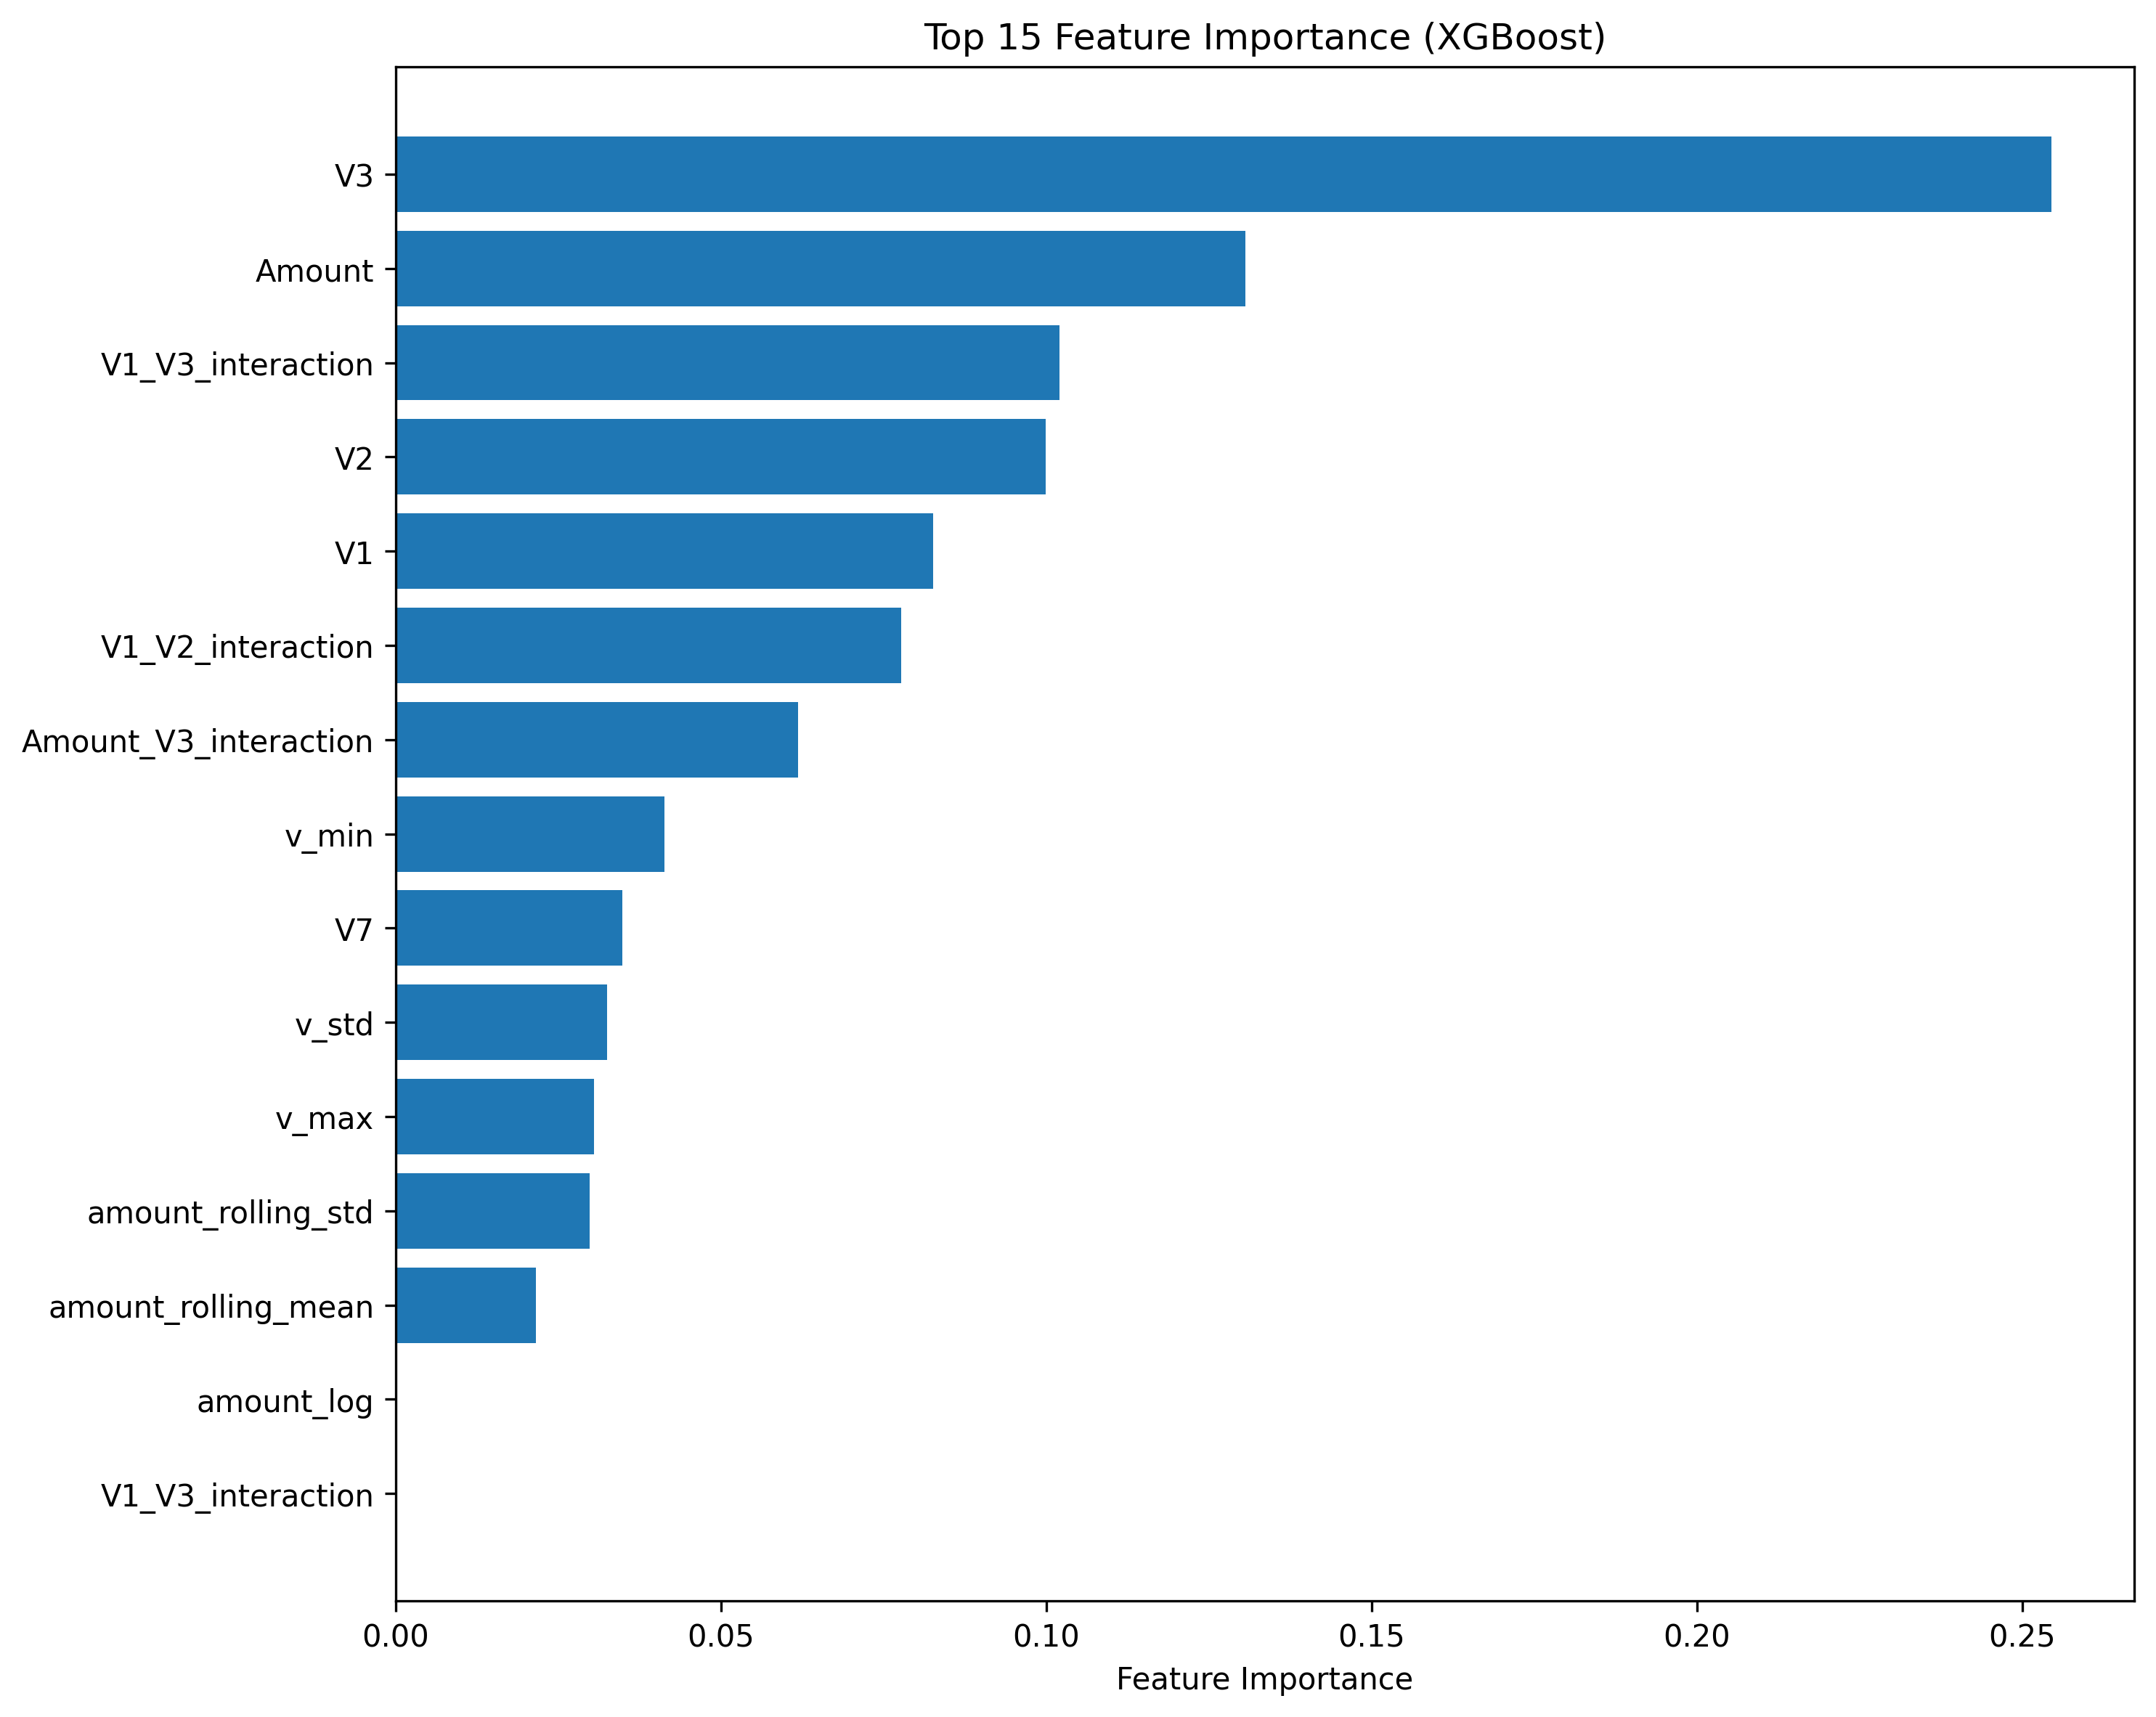 Top 15 Feature Importance (XGBoost)
V3
Amount
V1_V3_interaction
V2
V1
V1_V2_interaction
Amount_V3_interaction
v_min
V7
v_std
v_max
amount_rolling_std
amount_rolling_mean
amount_log
V1_V3_interaction
0.00 0.05 0.10 0.15 0.20 0.25
Feature Importance